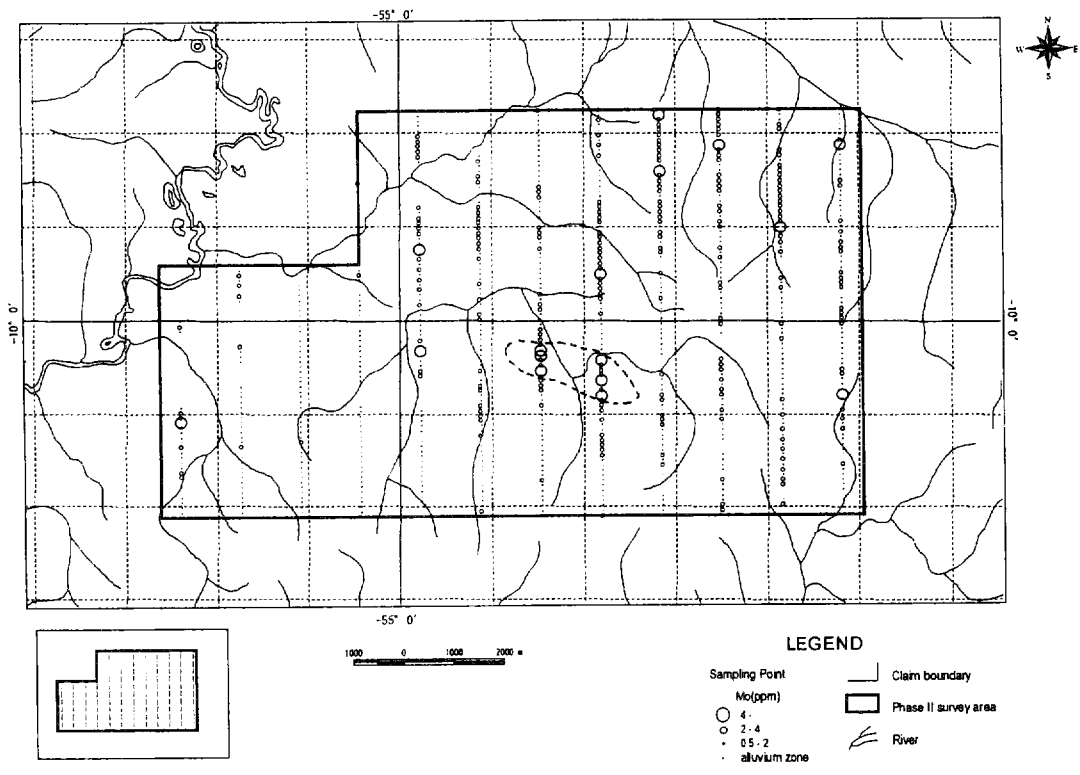 -55° 0'
N
W E
S
-10° 0'
-10° 0'
-55° 0'
1000 0 1000 2000 m
LEGEND
Sampling Point
Mo(ppm)
4 -
2 - 4
0.5 - 2
alluvium zone
Claim boundary
Phase II survey area
River